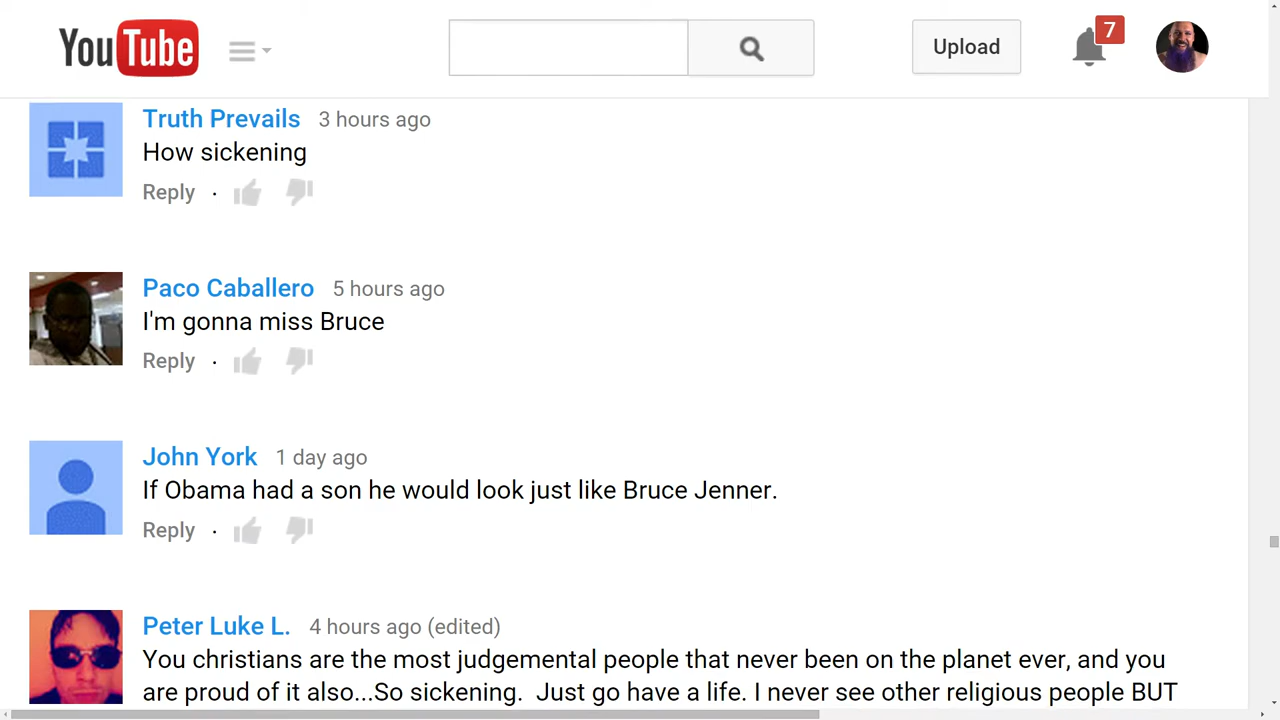 YouTube
Upload
7
Truth Prevails 3 hours ago
How sickening
Reply ·
Paco Caballero 5 hours ago
I'm gonna miss Bruce
Reply ·
John York 1 day ago
If Obama had a son he would look just like Bruce Jenner.
Reply ·
Peter Luke L. 4 hours ago (edited)
You christians are the most judgemental people that never been on the planet ever, and you
are proud of it also...So sickening.  Just go have a life. I never see other religious people BUT